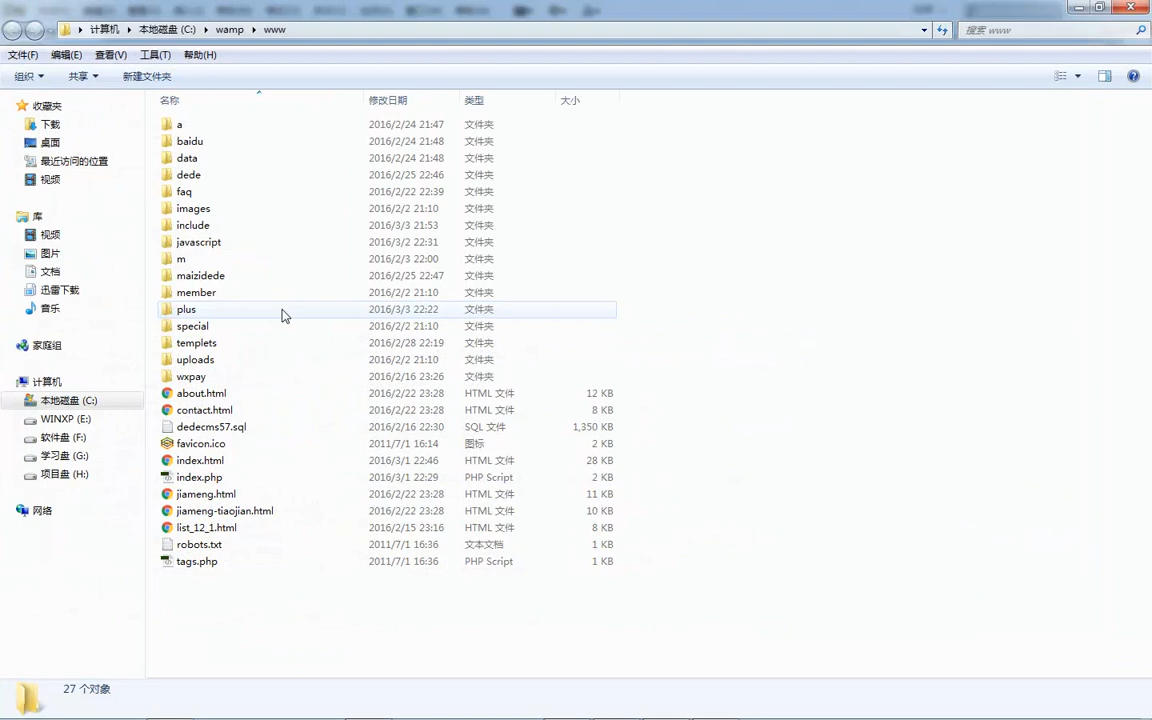 计算机 ▸ 本地磁盘 (C:) ▸ wamp ▸ www
搜索 www
文件(F) 编辑(E) 查看(V) 工具(T) 帮助(H)
组织 共享 新建文件夹
名称 修改日期 类型 大小
收藏夹
下载
桌面
最近访问的位置
视频
库
视频
图片
文档
迅雷下载
音乐
家庭组
计算机
本地磁盘 (C:)
WINXP (E:)
软件盘 (F:)
学习盘 (G:)
项目盘 (H:)
网络
a 2016/2/24 21:47 文件夹
baidu 2016/2/24 21:48 文件夹
data 2016/2/24 21:48 文件夹
dede 2016/2/25 22:46 文件夹
faq 2016/2/22 22:39 文件夹
images 2016/2/2 21:10 文件夹
include 2016/3/3 21:53 文件夹
javascript 2016/3/2 22:31 文件夹
m 2016/3/3 22:00 文件夹
maizidede 2016/2/25 22:47 文件夹
member 2016/2/2 21:10 文件夹
plus 2016/3/3 22:22 文件夹
special 2016/2/2 21:10 文件夹
templets 2016/2/28 22:19 文件夹
uploads 2016/2/2 21:10 文件夹
wxpay 2016/2/16 23:26 文件夹
about.html 2016/2/22 23:28 HTML 文件 12 KB
contact.html 2016/2/22 23:28 HTML 文件 8 KB
dedecms57.sql 2016/2/16 22:30 SQL 文件 1,350 KB
favicon.ico 2011/7/1 16:14 图标 2 KB
index.html 2016/3/1 22:46 HTML 文件 28 KB
index.php 2016/3/1 22:29 PHP Script 2 KB
jiameng.html 2016/2/22 23:28 HTML 文件 11 KB
jiameng-tiaojian.html 2016/2/22 23:28 HTML 文件 10 KB
list_12_1.html 2016/2/15 23:16 HTML 文件 8 KB
robots.txt 2011/7/1 16:36 文本文档 1 KB
tags.php 2011/7/1 16:36 PHP Script 1 KB
27 个对象